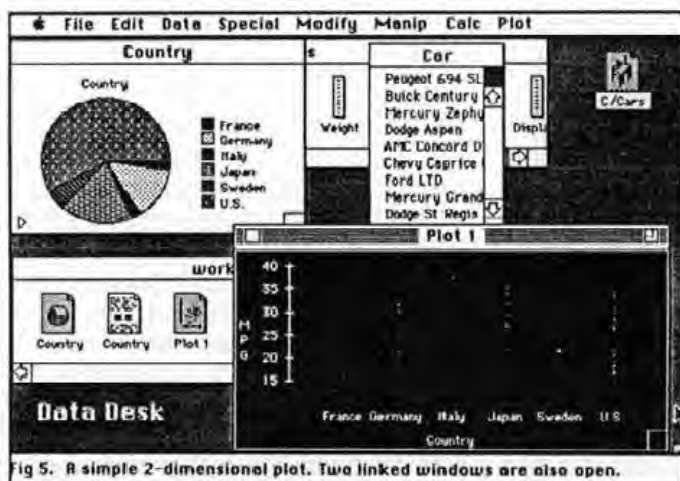 File Edit Data Special Modify Manip Calc Plot
Country
Country
France
Germany
Italy
Japan
Sweden
U.S.
s
Weight
Car
Peugeot 694 SL
Buick Century
Mercury Zephy
Dodge Aspen
AMC Concord D
Chevy Caprice
Ford LTD
Mercury Grand
Dodge St Regis
Displa
C/Cars
work
Country
Country
Plot 1
Data Desk
Plot 1
40
35
30
25
20
15
MPG
France Germany Italy Japan Sweden U.S
Country
Fig 5. A simple 2-dimensional plot. Two linked windows are also open.